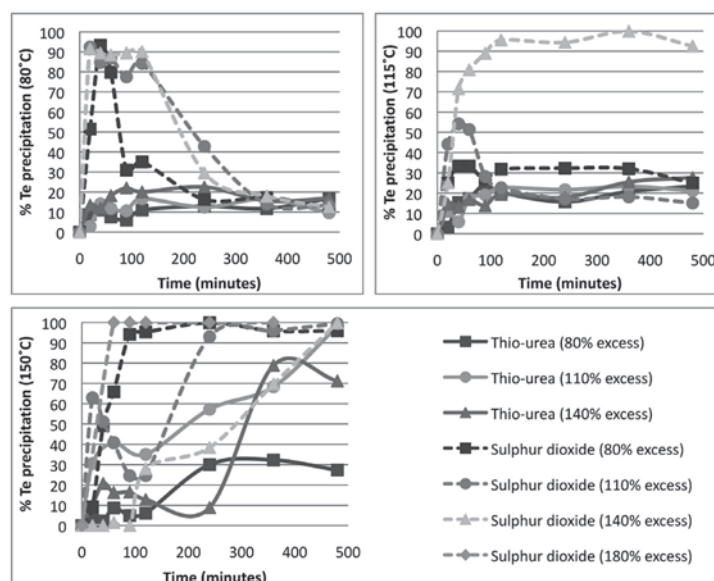 % Te precipitation (80˚C)
100
90
80
70
60
50
40
30
20
10
0
0 100 200 300 400 500
Time (minutes)
% Te precipitation (115˚C)
100
90
80
70
60
50
40
30
20
10
0
0 100 200 300 400 500
Time (minutes)
% Te precipitation (150˚C)
100
90
80
70
60
50
40
30
20
10
0
0 100 200 300 400 500
Time (minutes)
Thio-urea (80% excess)
Thio-urea (110% excess)
Thio-urea (140% excess)
Sulphur dioxide (80% excess)
Sulphur dioxide (110% excess)
Sulphur dioxide (140% excess)
Sulphur dioxide (180% excess)